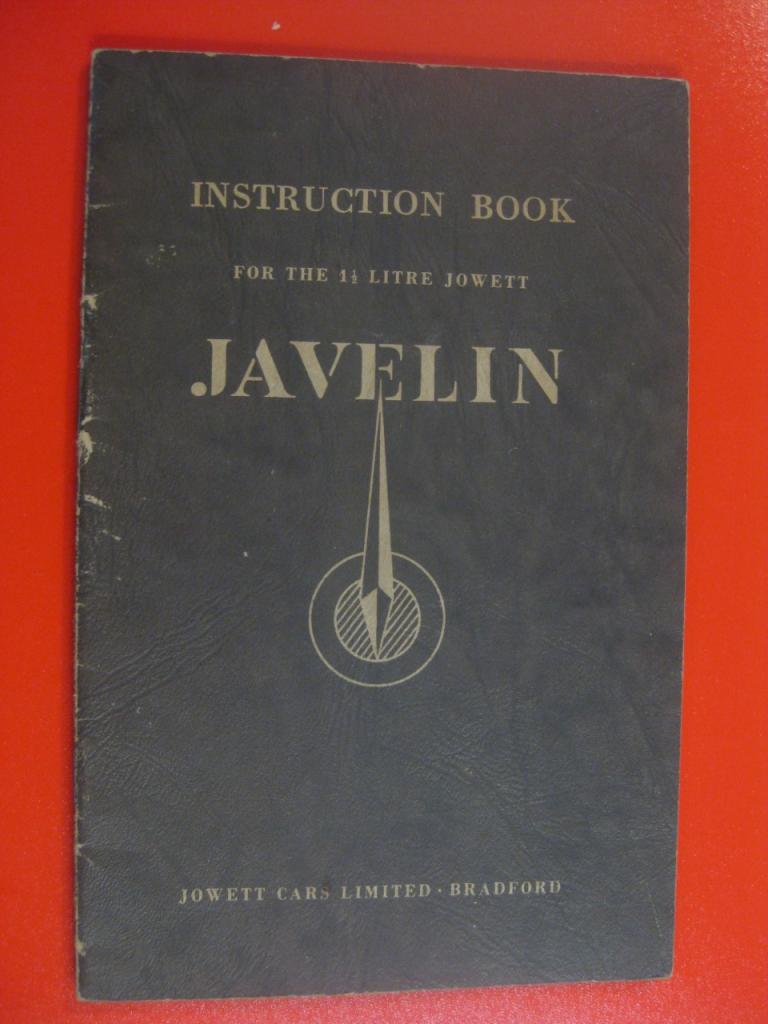 INSTRUCTION BOOK
FOR THE 1½ LITRE JOWETT
JAVELIN
JOWETT CARS LIMITED · BRADFORD